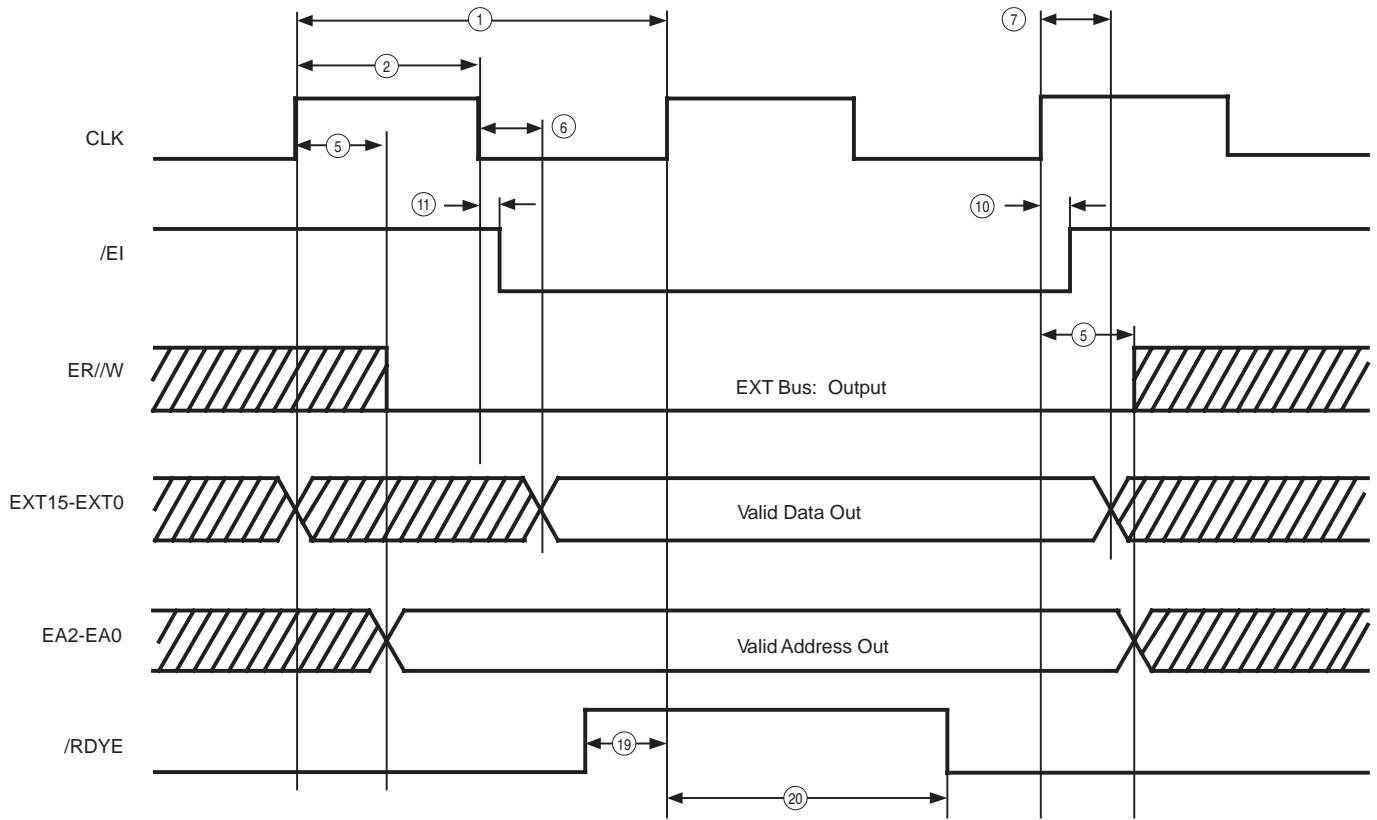 1
7
2
CLK
6
5
11
10
/EI
5
ER//W
EXT Bus: Output
EXT15-EXT0
Valid Data Out
EA2-EA0
Valid Address Out
/RDYE
19
20